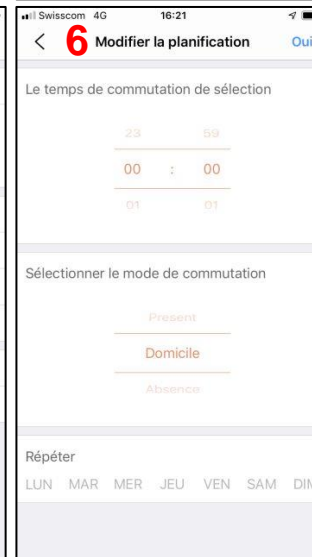 Swisscom 4G 16:21
6 Modifier la planification Oui
Le temps de commutation de sélection
23 59
00 : 00
01 01
Sélectionner le mode de commutation
Present
Domicile
Absence
Répéter
LUN MAR MER JEU VEN SAM DIM